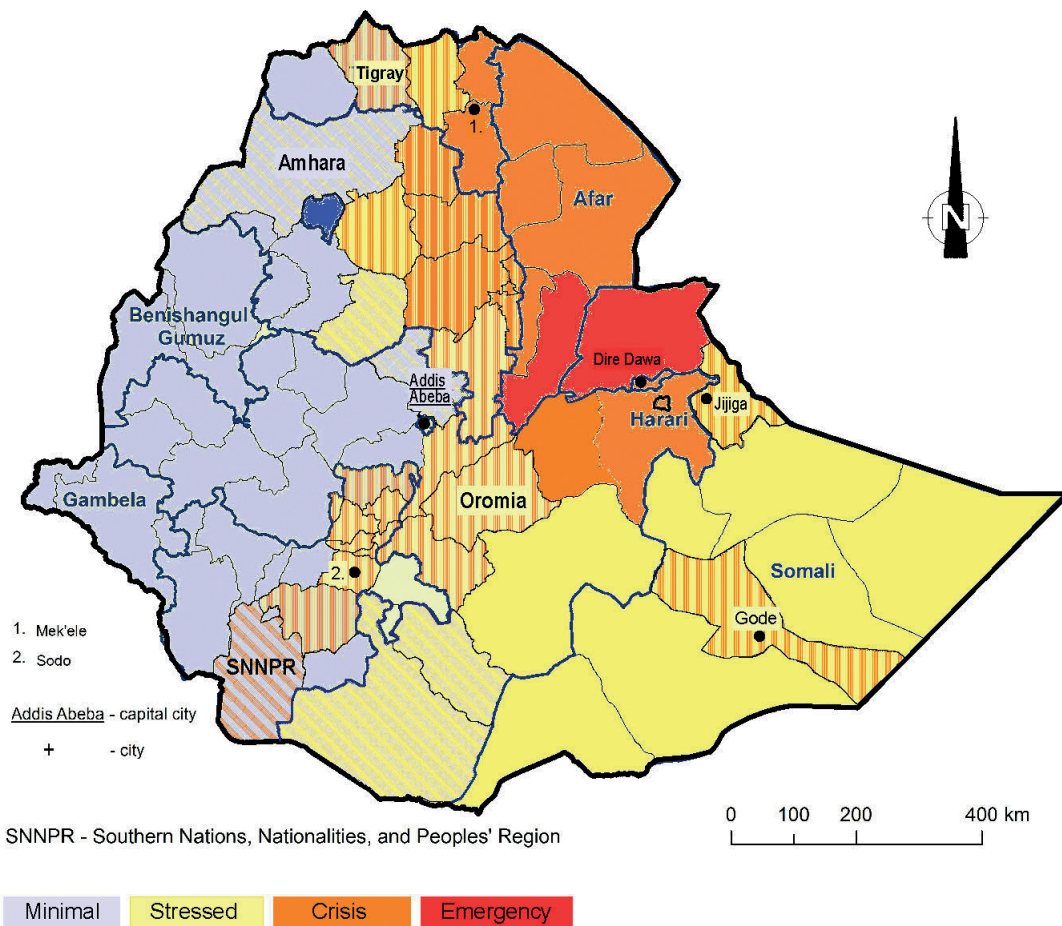 Tigray
1.
Amhara
Afar
N
Benishangul
Gumuz
Dire Dawa
Addis
Abeba
Jijiga
Harari
Gambela
Oromia
2.
Somali
Gode
1. Mek'ele
2. Sodo
SNNPR
Addis Abeba - capital city
+ - city
0 100 200 400 km
SNNPR - Southern Nations, Nationalities, and Peoples' Region
Minimal Stressed Crisis Emergency